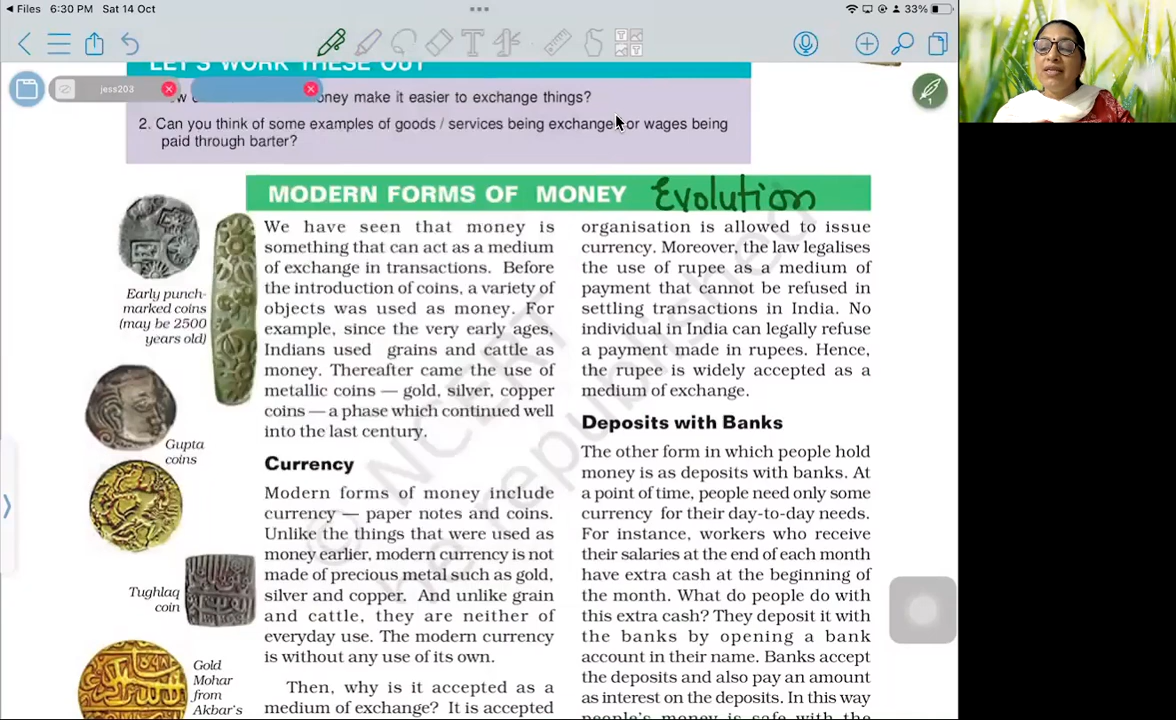 Files 6:30 PM Sat 14 Oct
33%
jess203
LET'S WORK THESE OUT
oney make it easier to exchange things?
2. Can you think of some examples of goods / services being exchange or wages being
paid through barter?
MODERN FORMS OF MONEY Evolution
Early punch-
marked coins
(may be 2500
years old)
Gupta
coins
Tughlaq
coin
Gold
Mohar
from
Akbar's
We have seen that money is
something that can act as a medium
of exchange in transactions. Before
the introduction of coins, a variety of
objects was used as money. For
example, since the very early ages,
Indians used grains and cattle as
money. Thereafter came the use of
metallic coins — gold, silver, copper
coins — a phase which continued well
into the last century.
Currency
Modern forms of money include
currency — paper notes and coins.
Unlike the things that were used as
money earlier, modern currency is not
made of precious metal such as gold,
silver and copper. And unlike grain
and cattle, they are neither of
everyday use. The modern currency
is without any use of its own.
Then, why is it accepted as a
medium of exchange? It is accepted
organisation is allowed to issue
currency. Moreover, the law legalises
the use of rupee as a medium of
payment that cannot be refused in
settling transactions in India. No
individual in India can legally refuse
a payment made in rupees. Hence,
the rupee is widely accepted as a
medium of exchange.
Deposits with Banks
The other form in which people hold
money is as deposits with banks. At
a point of time, people need only some
currency for their day-to-day needs.
For instance, workers who receive
their salaries at the end of each month
have extra cash at the beginning of
the month. What do people do with
this extra cash? They deposit it with
the banks by opening a bank
account in their name. Banks accept
the deposits and also pay an amount
as interest on the deposits. In this way
people's money is safe with the
© NCERT
be republished